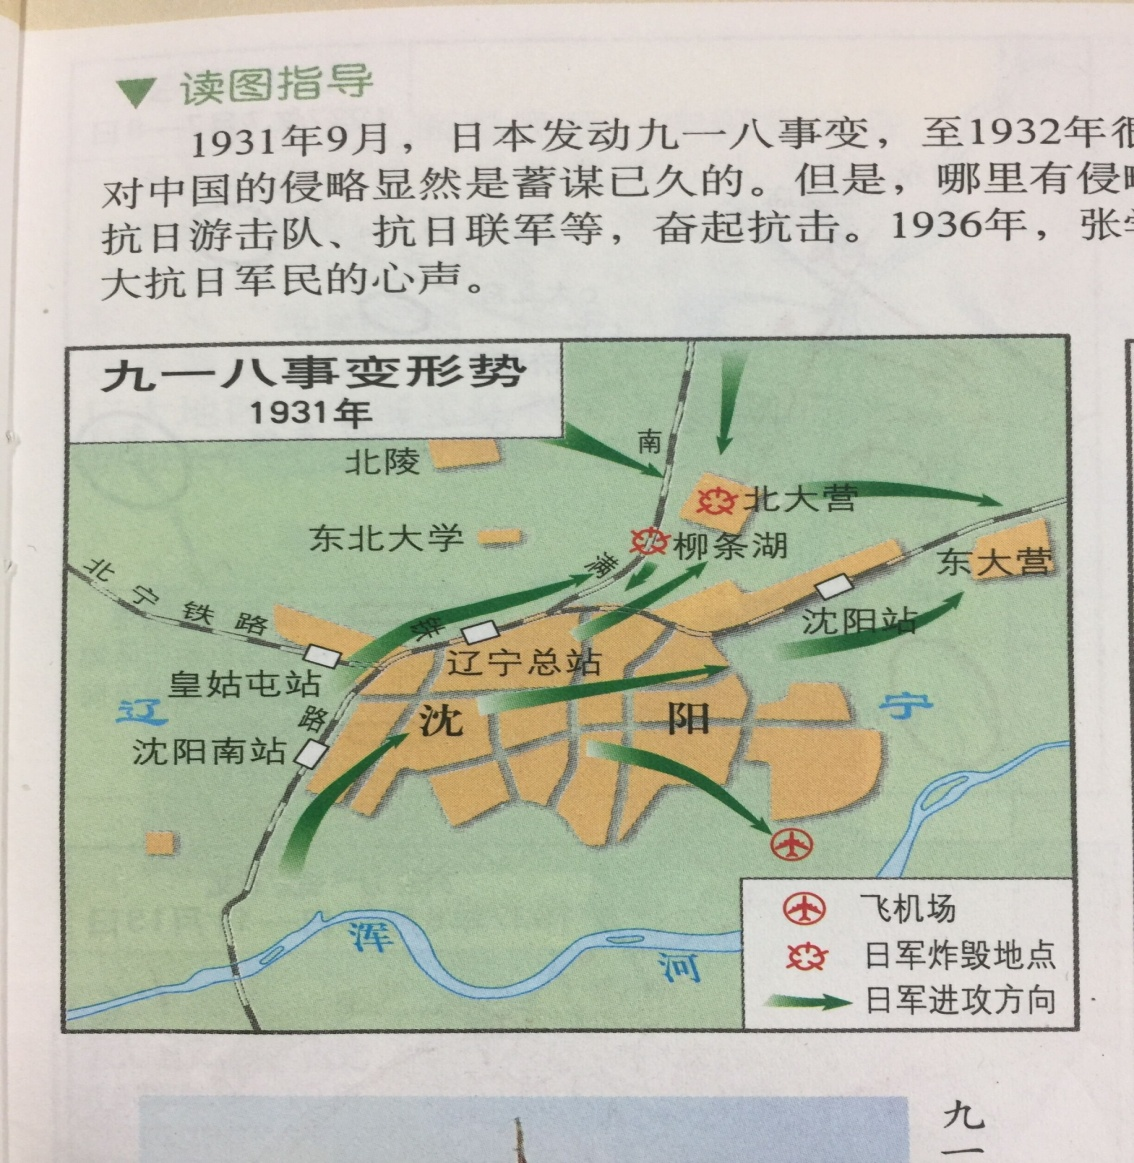 读图指导
1931年9月，日本发动九一八事变，至1932年
对中国的侵略显然是蓄谋已久的。但是，哪里有侵
抗日游击队、抗日联军等，奋起抗击。1936年，张
大抗日军民的心声。
九一八事变形势
1931年
北陵
南
北大营
东北大学
柳条湖
满
东大营
北宁铁路
铁
沈阳站
辽宁总站
皇姑屯站
辽
宁
路
沈
阳
沈阳南站
浑
河
飞机场
日军炸毁地点
日军进攻方向
九
一